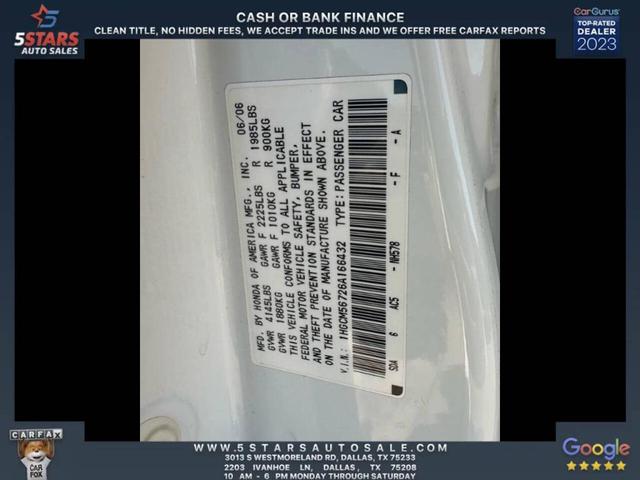 5STARS
AUTO SALES
CASH OR BANK FINANCE
CLEAN TITLE, NO HIDDEN FEES, WE ACCEPT TRADE INS AND WE OFFER FREE CARFAX REPORTS
CarGurus
TOP-RATED
DEALER
2023
MFD. BY HONDA OF AMERICA MFG., INC. 06/06
GVWR 4145LBS GAWR F 2225LBS R 1985LBS
GVWR 1880KG GAWR F 1010KG R 900KG
THIS VEHICLE CONFORMS TO ALL APPLICABLE
FEDERAL MOTOR VEHICLE SAFETY, BUMPER,
AND THEFT PREVENTION STANDARDS IN EFFECT
ON THE DATE OF MANUFACTURE SHOWN ABOVE.
V.I.N.: 1HGCM56726A166432 TYPE:PASSENGER CAR
SDA 6 AC5 - NH578 - F - A
CARFAX
CAR
FOX
WWW.5STARSAUTOSALE.COM
3013 S WESTMORELAND RD, DALLAS, TX 75233
2203 IVANHOE LN, DALLAS, TX 75208
10 AM - 6 PM MONDAY THROUGH SATURDAY
Google